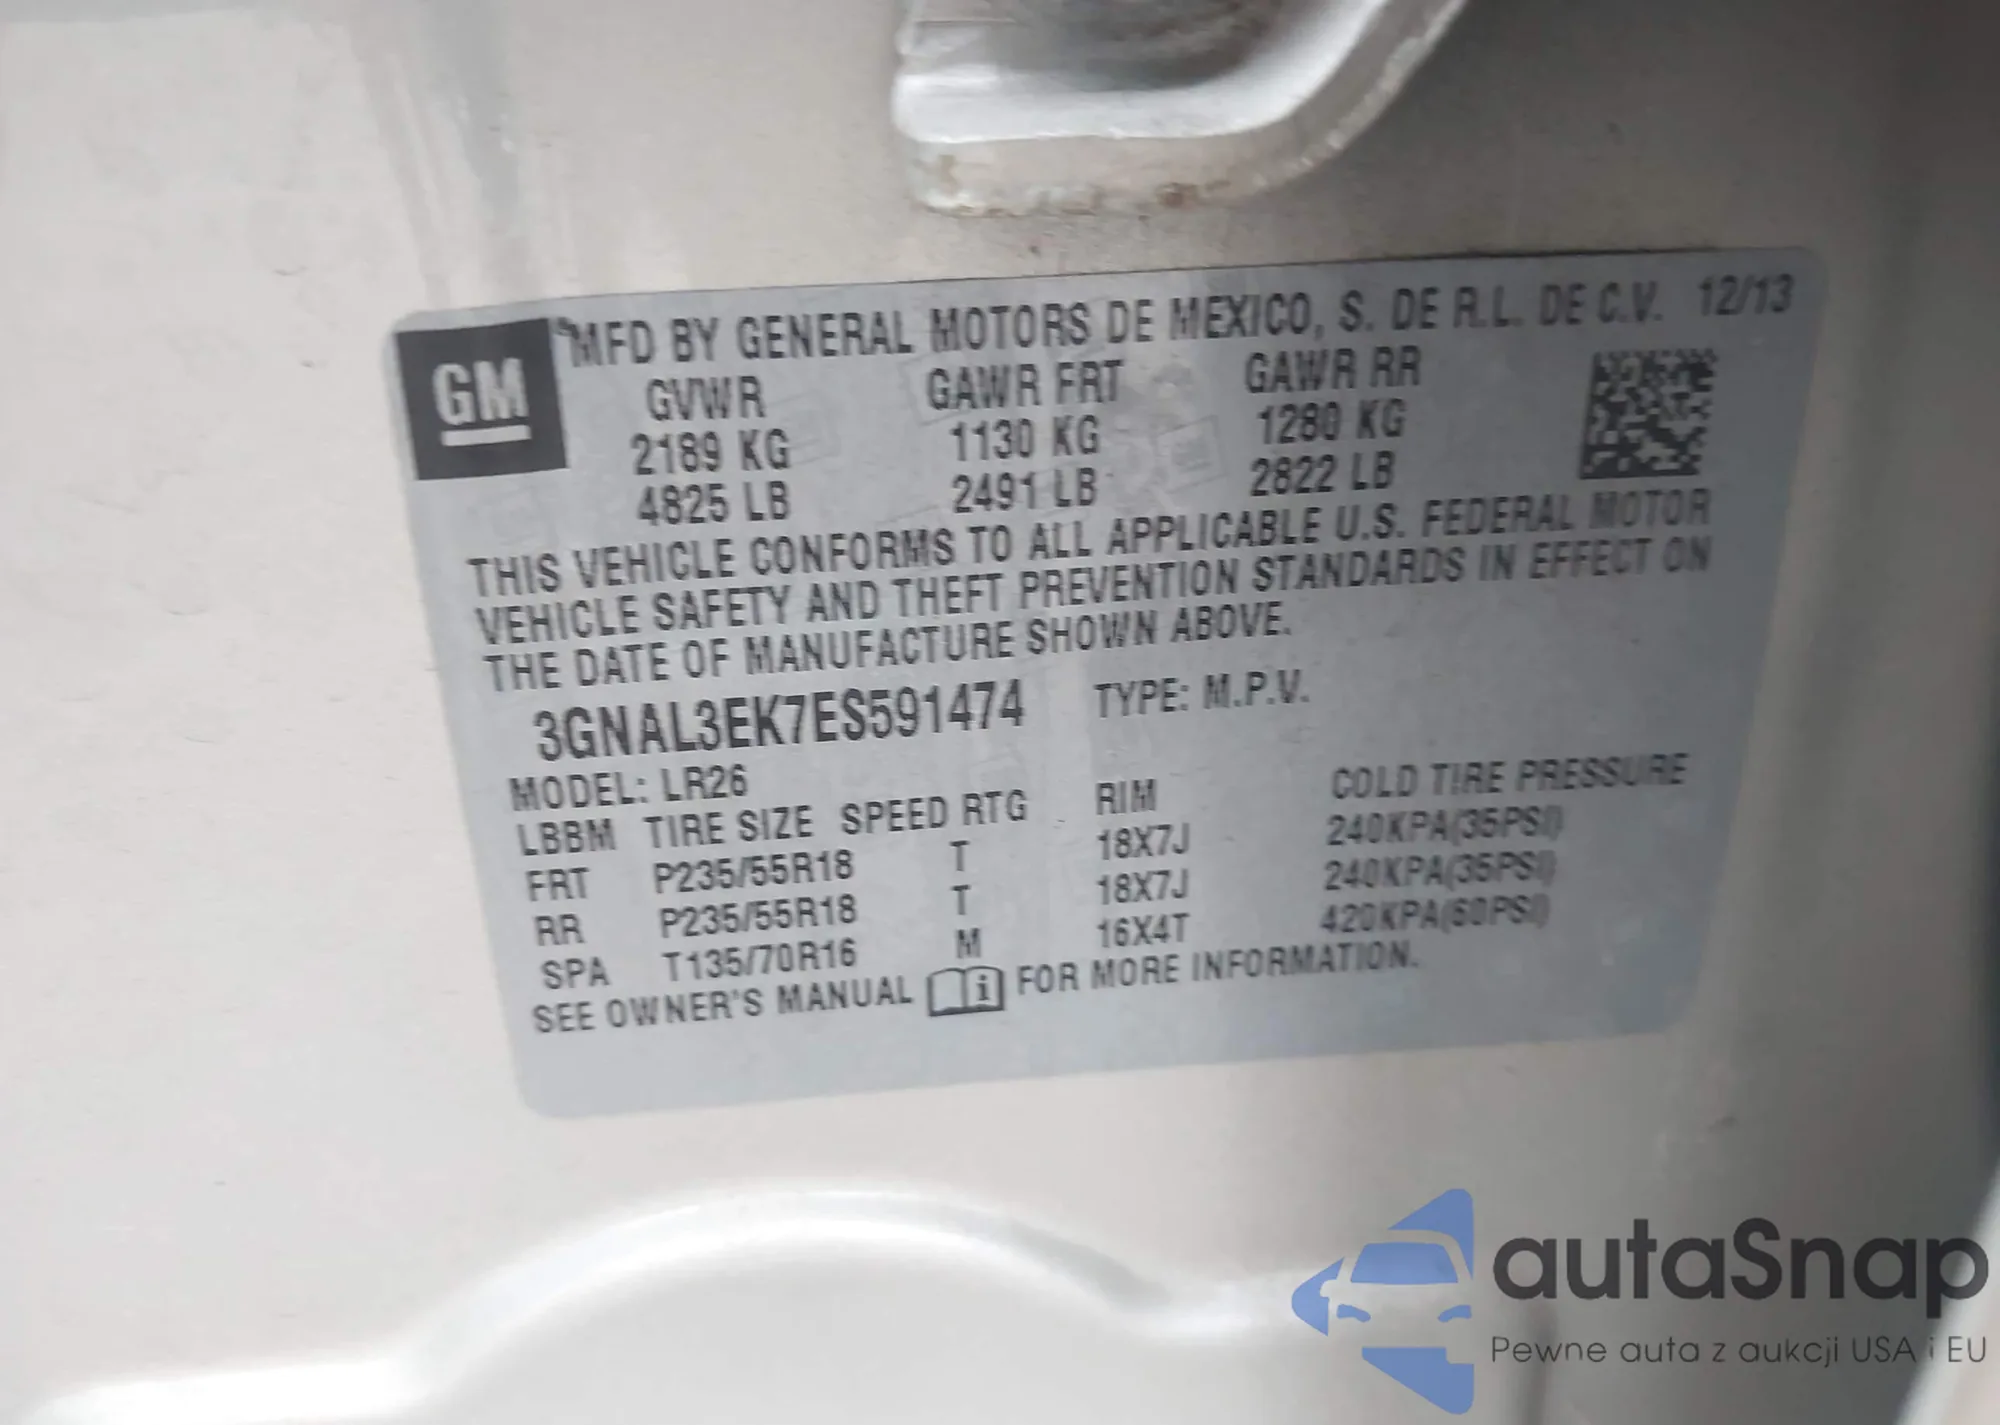 GM
MFD BY GENERAL MOTORS DE MEXICO, S. DE R.L. DE C.V. 12/13
GVWR GAWR FRT GAWR RR
2189 KG 1130 KG 1280 KG
4825 LB 2491 LB 2822 LB
THIS VEHICLE CONFORMS TO ALL APPLICABLE U.S. FEDERAL MOTOR
VEHICLE SAFETY AND THEFT PREVENTION STANDARDS IN EFFECT ON
THE DATE OF MANUFACTURE SHOWN ABOVE.
3GNAL3EK7ES591474 TYPE: M.P.V.
MODEL: LR26
LBBM TIRE SIZE SPEED RTG RIM COLD TIRE PRESSURE
FRT P235/55R18 T 18X7J 240KPA(35PSI)
RR P235/55R18 T 18X7J 240KPA(35PSI)
SPA T135/70R16 M 16X4T 420KPA(60PSI)
SEE OWNER'S MANUAL i FOR MORE INFORMATION.
autaSnap
Pewne auta z aukcji USA i EU